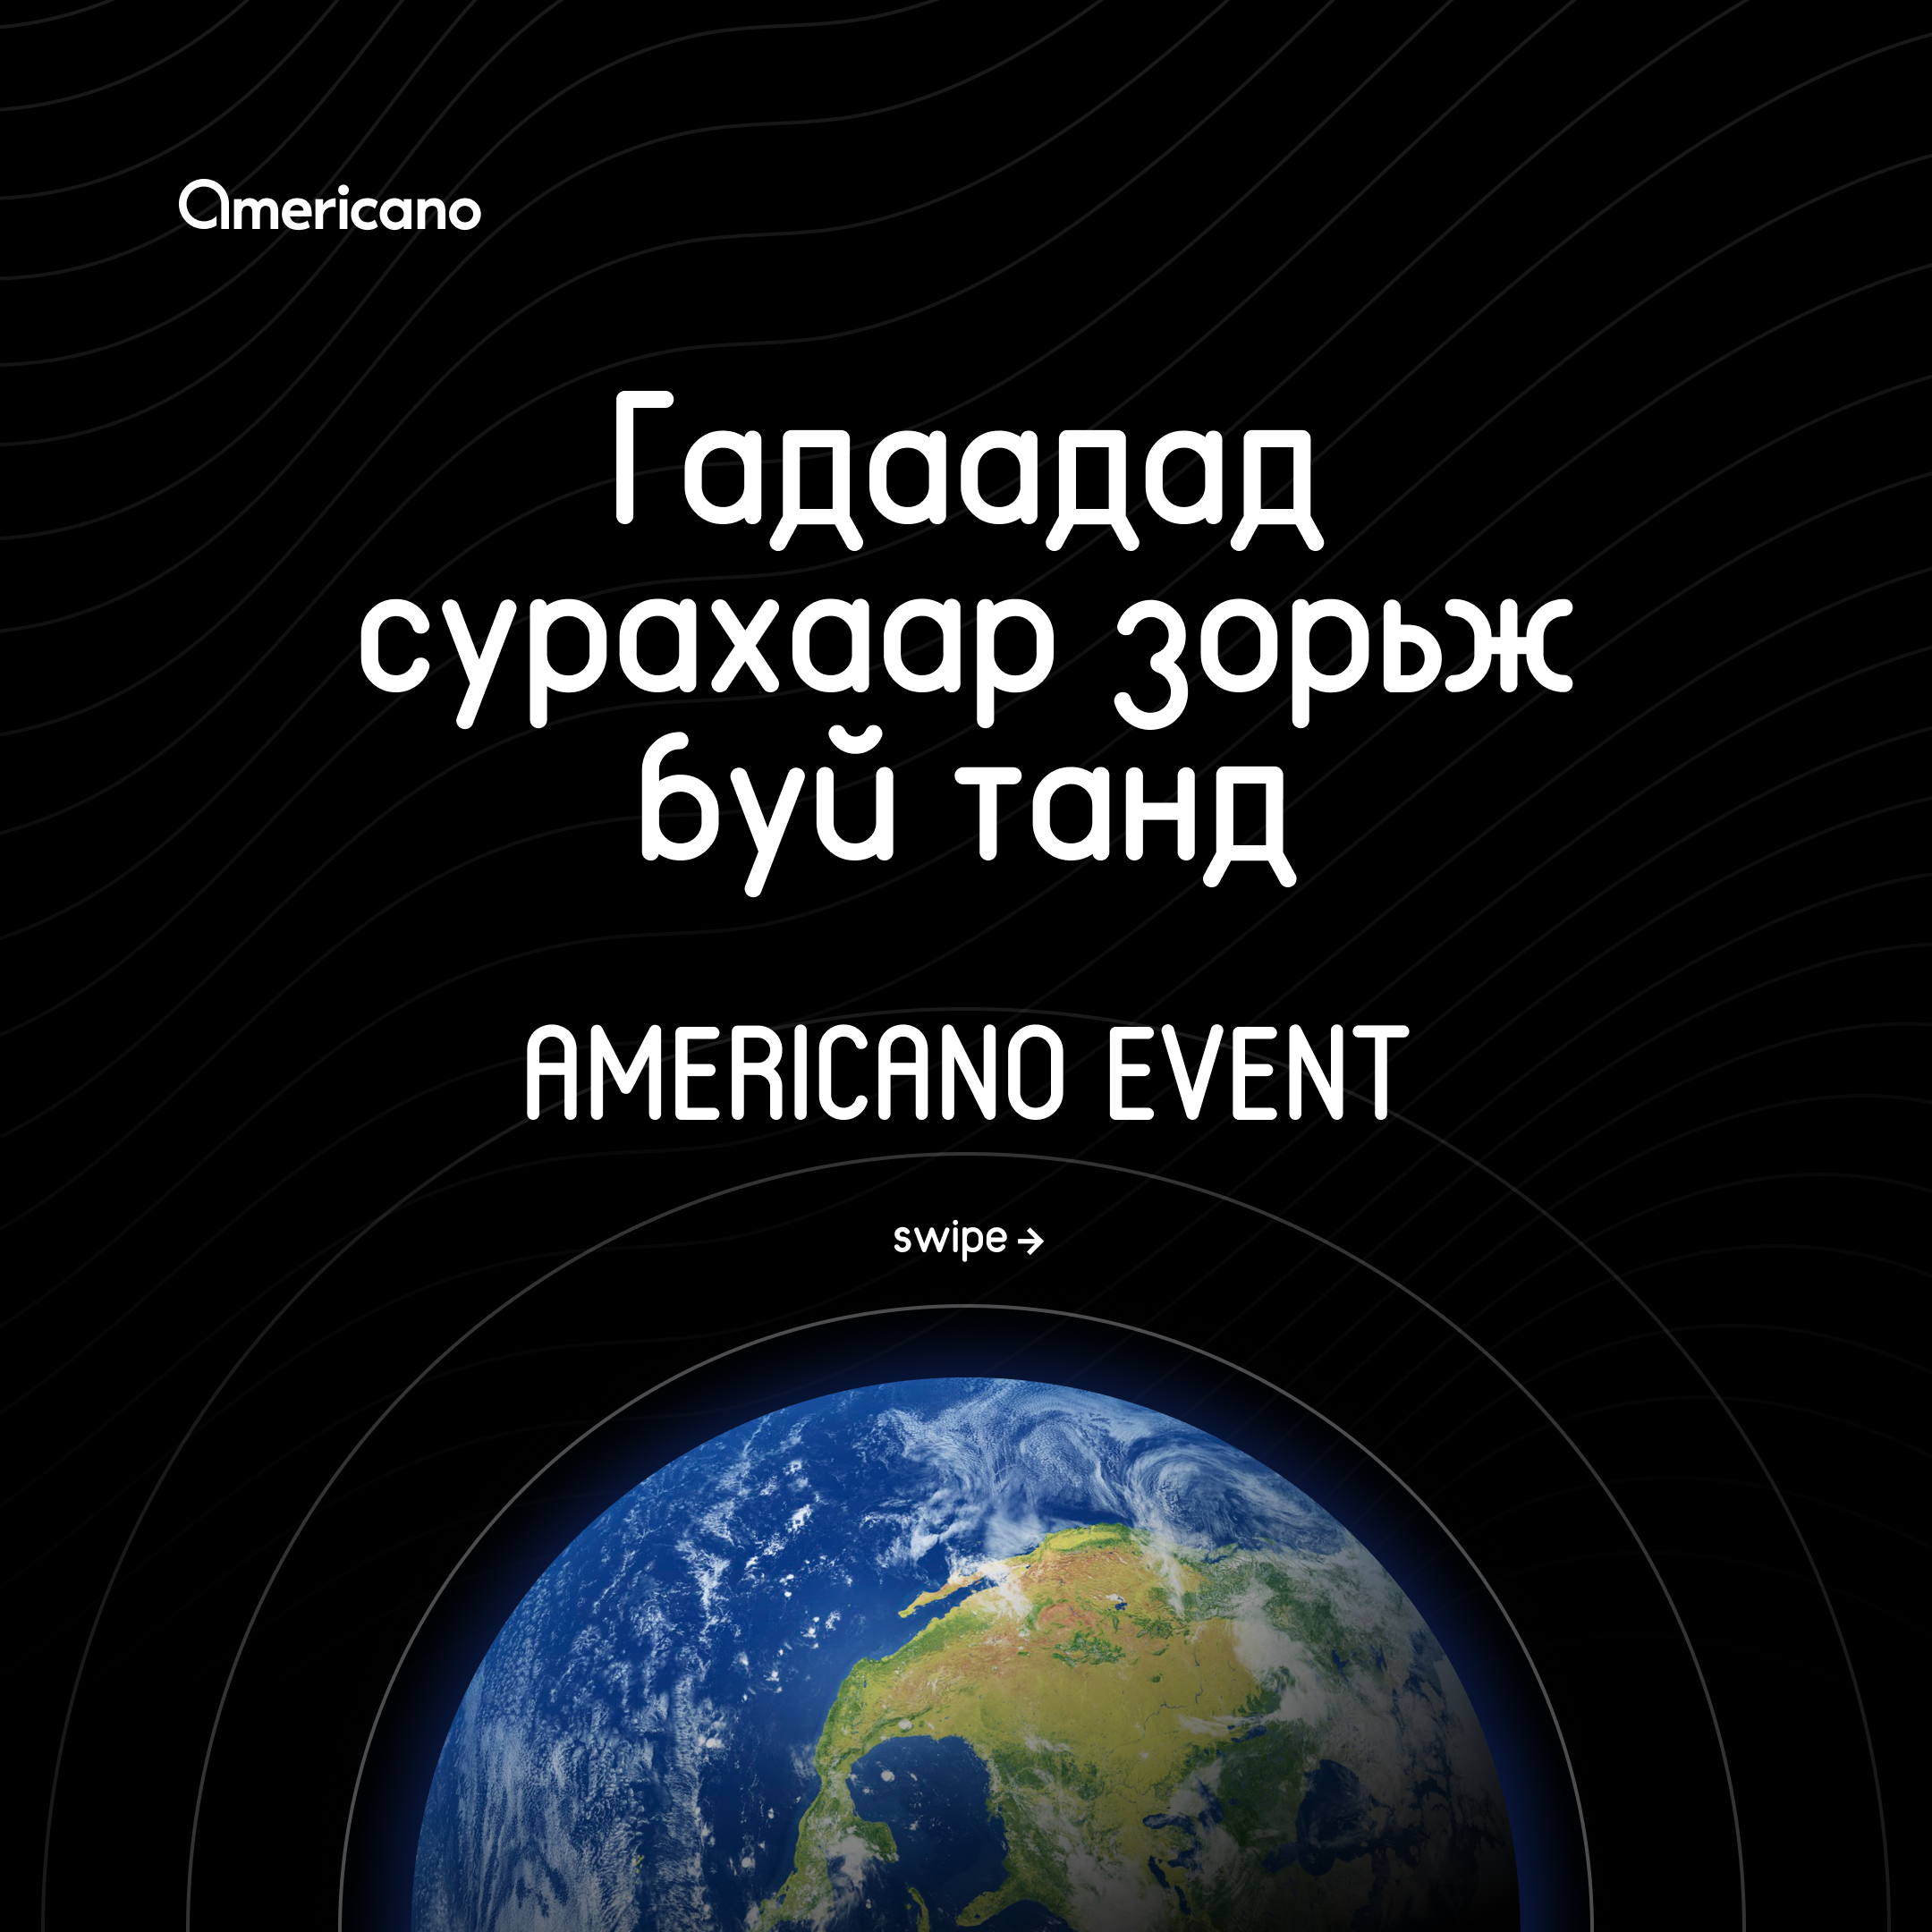 americano
Гадаадад
сурахаар зорьж
буй танд
AMERICANO EVENT
swipe →